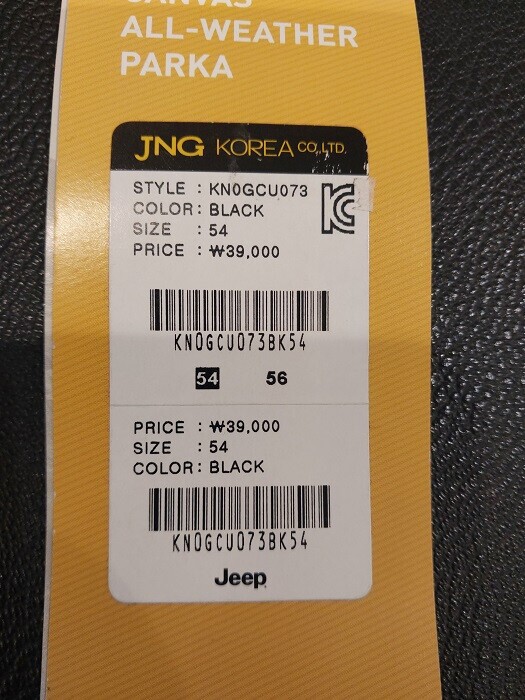 CANVAS
ALL-WEATHER
PARKA
JNG KOREA CO.,LTD.
STYLE : KN0GCU073
COLOR : BLACK
SIZE : 54
PRICE : ₩39,000
KN0GCU073BK54
54 56
PRICE : ₩39,000
SIZE : 54
COLOR : BLACK
KN0GCU073BK54
Jeep